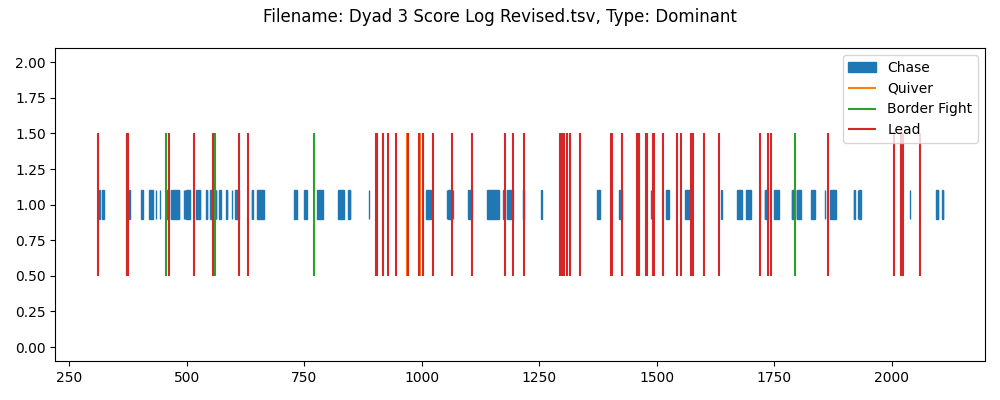 Filename: Dyad 3 Score Log Revised.tsv, Type: Dominant
2.00
1.75
1.50
1.25
1.00
0.75
0.50
0.25
0.00
Chase
Quiver
Border Fight
Lead
250 500 750 1000 1250 1500 1750 2000